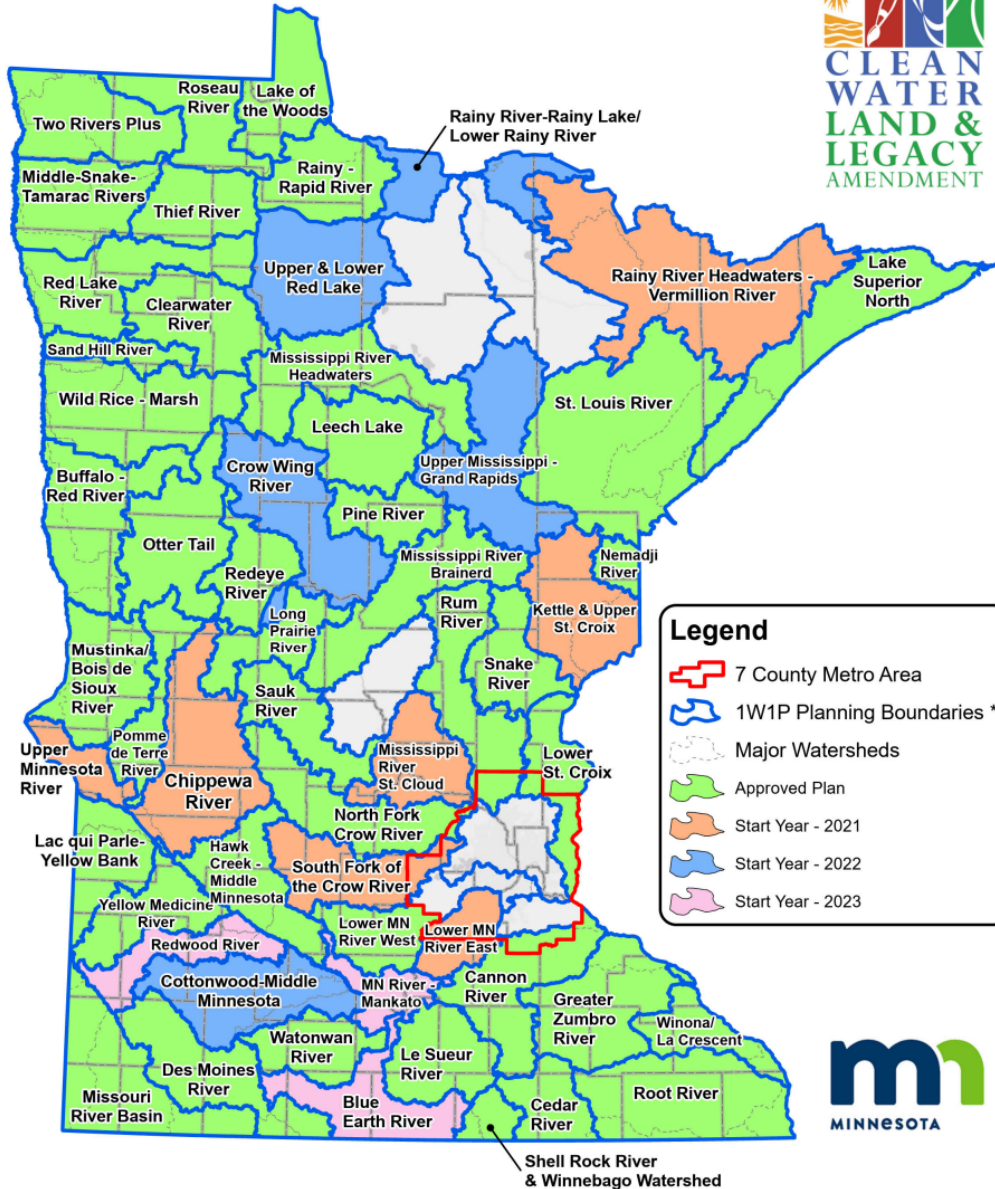 CLEAN
WATER
LAND &
LEGACY
AMENDMENT
Roseau
River
Lake of
the Woods
Two Rivers Plus
Rainy River-Rainy Lake/
Lower Rainy River
Rainy -
Rapid River
Middle-Snake-
Tamarac Rivers
Thief River
Upper & Lower
Red Lake
Rainy River Headwaters -
Vermillion River
Lake
Superior
North
Red Lake
River
Clearwater
River
Sand Hill River
Mississippi River
Headwaters
Wild Rice - Marsh
St. Louis River
Leech Lake
Crow Wing
River
Upper Mississippi -
Grand Rapids
Buffalo -
Red River
Pine River
Otter Tail
Mississippi River
Brainerd
Nemadji
River
Redeye
River
Rum
River
Kettle & Upper
St. Croix
Long
Prairie
River
Mustinka/
Bois de
Sioux
River
Snake
River
Sauk
River
Pomme
de Terre
River
Upper
Minnesota
River
Chippewa
River
Mississippi
River
St. Cloud
Lower
St. Croix
North Fork
Crow River
Lac qui Parle-
Yellow Bank
Hawk
Creek -
Middle
Minnesota
South Fork of
the Crow River
Yellow Medicine
River
Lower MN
River West
Lower MN
River East
Redwood River
Cottonwood-Middle
Minnesota
MN River -
Mankato
Cannon
River
Greater
Zumbro
River
Winona/
La Crescent
Watonwan
River
Le Sueur
River
Des Moines
River
Missouri
River Basin
Blue
Earth River
Cedar
River
Root River
Shell Rock River
& Winnebago Watershed
Legend
7 County Metro Area
1W1P Planning Boundaries *
Major Watersheds
Approved Plan
Start Year - 2021
Start Year - 2022
Start Year - 2023
mn
MINNESOTA